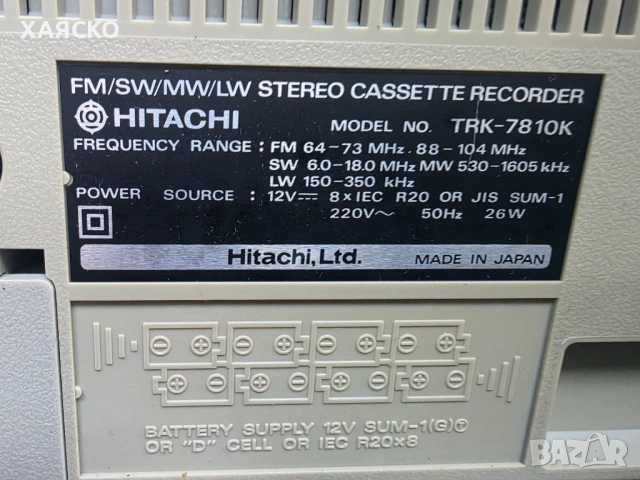 ХАЯСКО
FM/SW/MW/LW STEREO CASSETTE RECORDER
HITACHI MODEL NO. TRK-7810K
FREQUENCY RANGE : FM 64-73 MHz. 88-104 MHz
SW 6.0-18.0 MHz MW 530-1605 kHz
LW 150-350 kHz
POWER SOURCE : 12V⎓ 8×IEC R20 OR JIS SUM-1
220V~ 50Hz 26W
Hitachi, Ltd. MADE IN JAPAN
BATTERY SUPPLY 12V SUM-1(G)Ⓣ
OR "D" CELL OR IEC R20×8
bazar